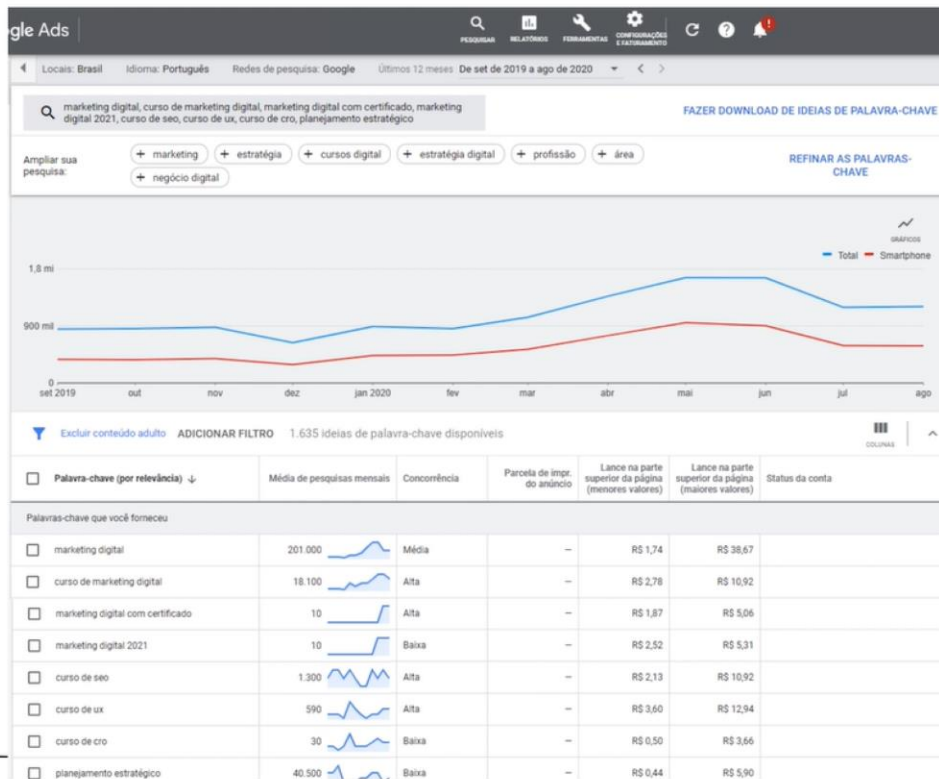 gle Ads
PESQUISAR
RELATÓRIOS
FERRAMENTAS
CONFIGURAÇÕES
E FATURAMENTO
Locais: Brasil Idioma: Português Redes de pesquisa: Google Últimos 12 meses De set de 2019 a ago de 2020
marketing digital, curso de marketing digital, marketing digital com certificado, marketing
digital 2021, curso de seo, curso de ux, curso de cro, planejamento estratégico
FAZER DOWNLOAD DE IDEIAS DE PALAVRA-CHAVE
Ampliar sua
pesquisa:
+ marketing + estratégia + cursos digital + estratégia digital + profissão + área
+ negócio digital
REFINAR AS PALAVRAS-
CHAVE
GRÁFICOS
Total Smartphone
1,8 mi
900 mil
0
set 2019 out nov dez jan 2020 fev mar abr mai jun jul ago
Excluir conteúdo adulto ADICIONAR FILTRO 1.635 ideias de palavra-chave disponíveis
COLUNAS
Palavra-chave (por relevância) ↓ Média de pesquisas mensais Concorrência
Parcela de impr.
do anúncio
Lance na parte
superior da página
(menores valores)
Lance na parte
superior da página
(maiores valores)
Status da conta
Palavras-chave que você forneceu
marketing digital 201.000 Média – R$ 1,74 R$ 38,67
curso de marketing digital 18.100 Alta – R$ 2,78 R$ 10,92
marketing digital com certificado 10 Alta – R$ 1,87 R$ 5,06
marketing digital 2021 10 Baixa – R$ 2,52 R$ 5,31
curso de seo 1.300 Alta – R$ 2,13 R$ 10,92
curso de ux 590 Alta – R$ 3,60 R$ 12,94
curso de cro 30 Baixa – R$ 0,50 R$ 3,66
planejamento estratégico 40.500 Baixa – R$ 0,44 R$ 5,90